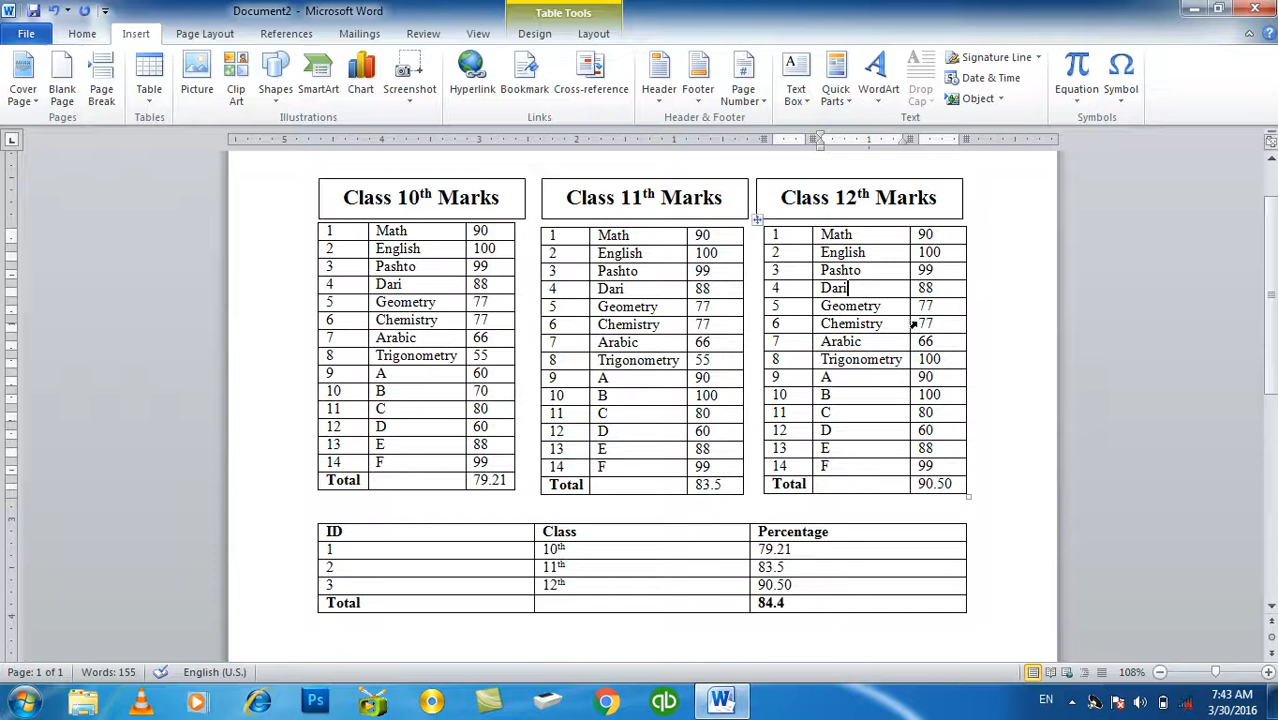 Document2 - Microsoft Word
Table Tools
File Home Insert Page Layout References Mailings Review View Design Layout
Cover Page
Blank Page
Page Break
Table
Picture
Clip Art
Shapes
SmartArt
Chart
Screenshot
Hyperlink
Bookmark
Cross-reference
Header
Footer
Page Number
Text Box
Quick Parts
WordArt
Drop Cap
Signature Line
Date & Time
Object
Equation
Symbol
Pages Tables Illustrations Links Header & Footer Text Symbols
5 4 3 2 1 1
Class 10th Marks
1 Math 90
2 English 100
3 Pashto 99
4 Dari 88
5 Geometry 77
6 Chemistry 77
7 Arabic 66
8 Trigonometry 55
9 A 60
10 B 70
11 C 80
12 D 60
13 E 88
14 F 99
Total 79.21
Class 11th Marks
1 Math 90
2 English 100
3 Pashto 99
4 Dari 88
5 Geometry 77
6 Chemistry 77
7 Arabic 66
8 Trigonometry 55
9 A 90
10 B 100
11 C 80
12 D 60
13 E 88
14 F 99
Total 83.5
Class 12th Marks
1 Math 90
2 English 100
3 Pashto 99
4 Dari 88
5 Geometry 77
6 Chemistry 77
7 Arabic 66
8 Trigonometry 100
9 A 90
10 B 100
11 C 80
12 D 60
13 E 88
14 F 99
Total 90.50
ID Class Percentage
1 10th 79.21
2 11th 83.5
3 12th 90.50
Total 84.4
Page: 1 of 1 Words: 155 English (U.S.) 108%
Ps qb W EN 7:43 AM
3/30/2016